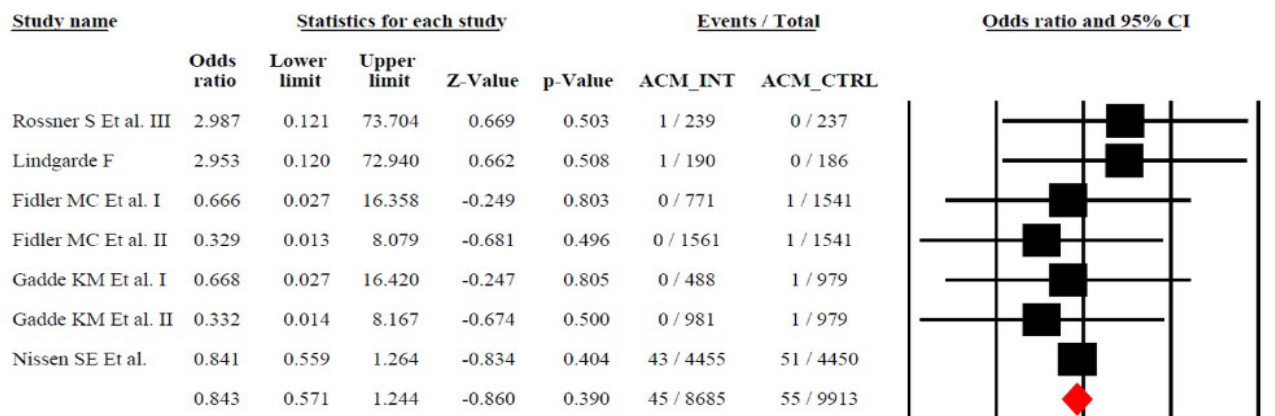 Study name Statistics for each study Events / Total Odds ratio and 95% CI
Odds ratio Lower limit Upper limit Z-Value p-Value ACM_INT ACM_CTRL
Rossner S Et al. III 2.987 0.121 73.704 0.669 0.503 1 / 239 0 / 237
Lindgarde F 2.953 0.120 72.940 0.662 0.508 1 / 190 0 / 186
Fidler MC Et al. I 0.666 0.027 16.358 -0.249 0.803 0 / 771 1 / 1541
Fidler MC Et al. II 0.329 0.013 8.079 -0.681 0.496 0 / 1561 1 / 1541
Gadde KM Et al. I 0.668 0.027 16.420 -0.247 0.805 0 / 488 1 / 979
Gadde KM Et al. II 0.332 0.014 8.167 -0.674 0.500 0 / 981 1 / 979
Nissen SE Et al. 0.841 0.559 1.264 -0.834 0.404 43 / 4455 51 / 4450
0.843 0.571 1.244 -0.860 0.390 45 / 8685 55 / 9913